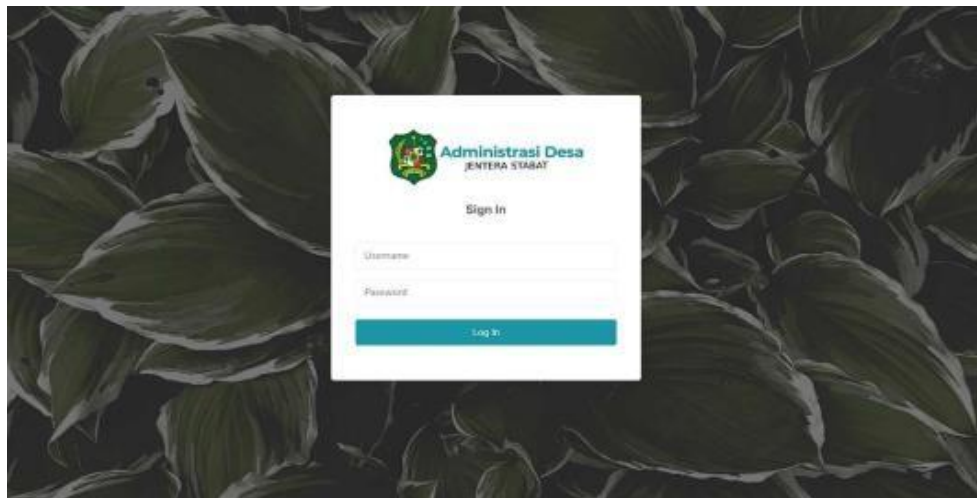 Administrasi Desa
JENTERA STABAT
Sign In
Username
Password
Log In